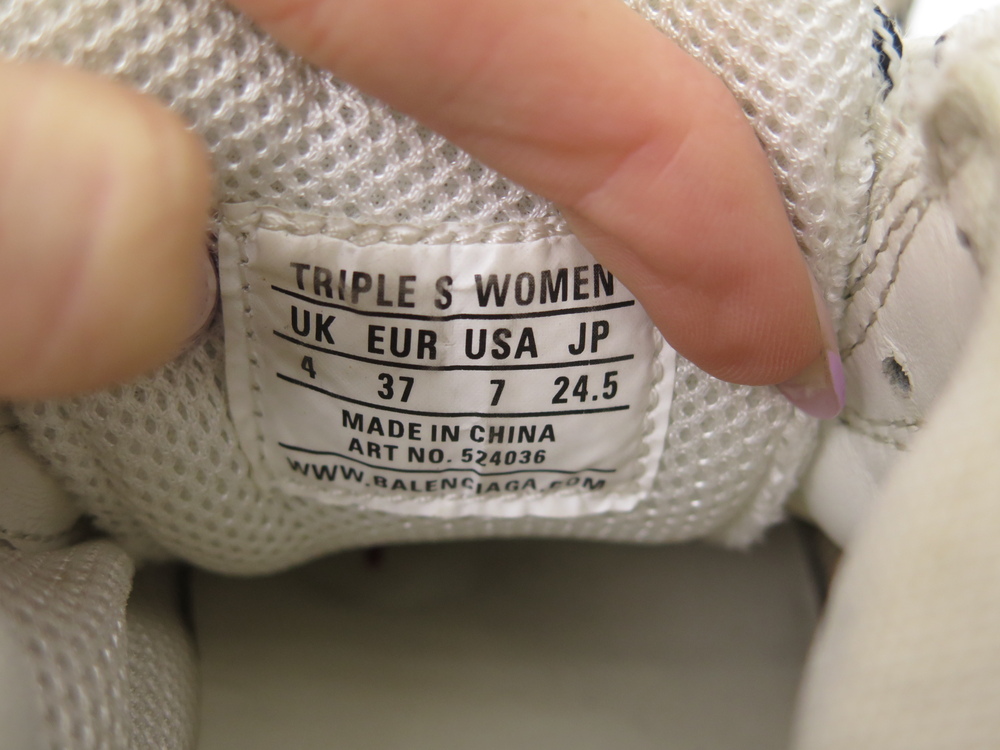 TRIPLE S WOMEN
UK EUR USA JP
4 37 7 24.5
MADE IN CHINA
ART NO. 524036
WWW.BALENCIAGA.COM